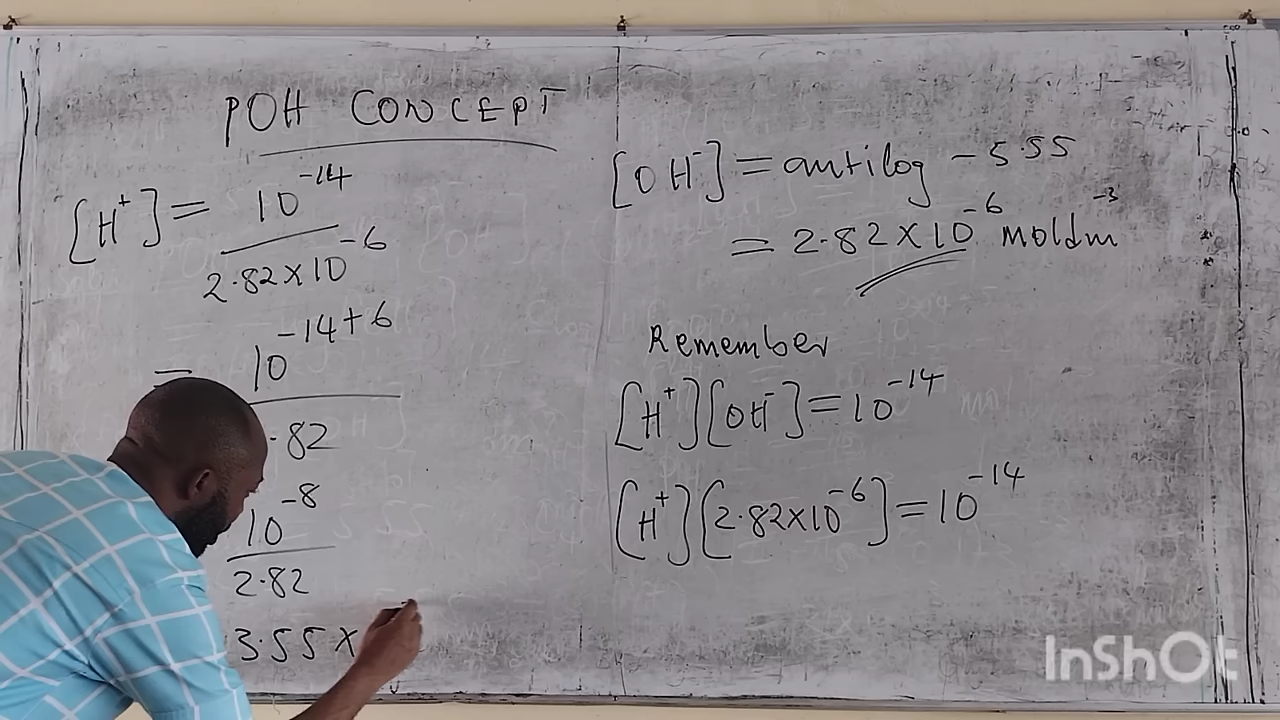 POH CONCEPT
[H⁺] = 10⁻¹⁴
2.82×10⁻⁶
= 10⁻¹⁴⁺⁶
.82
10⁻⁸
2.82
3.55×
[OH⁻] = antilog -5.55
= 2.82×10⁻⁶ moldm⁻³
Remember
[H⁺][OH⁻] = 10⁻¹⁴
[H⁺][2.82×10⁻⁶] = 10⁻¹⁴
InShOt